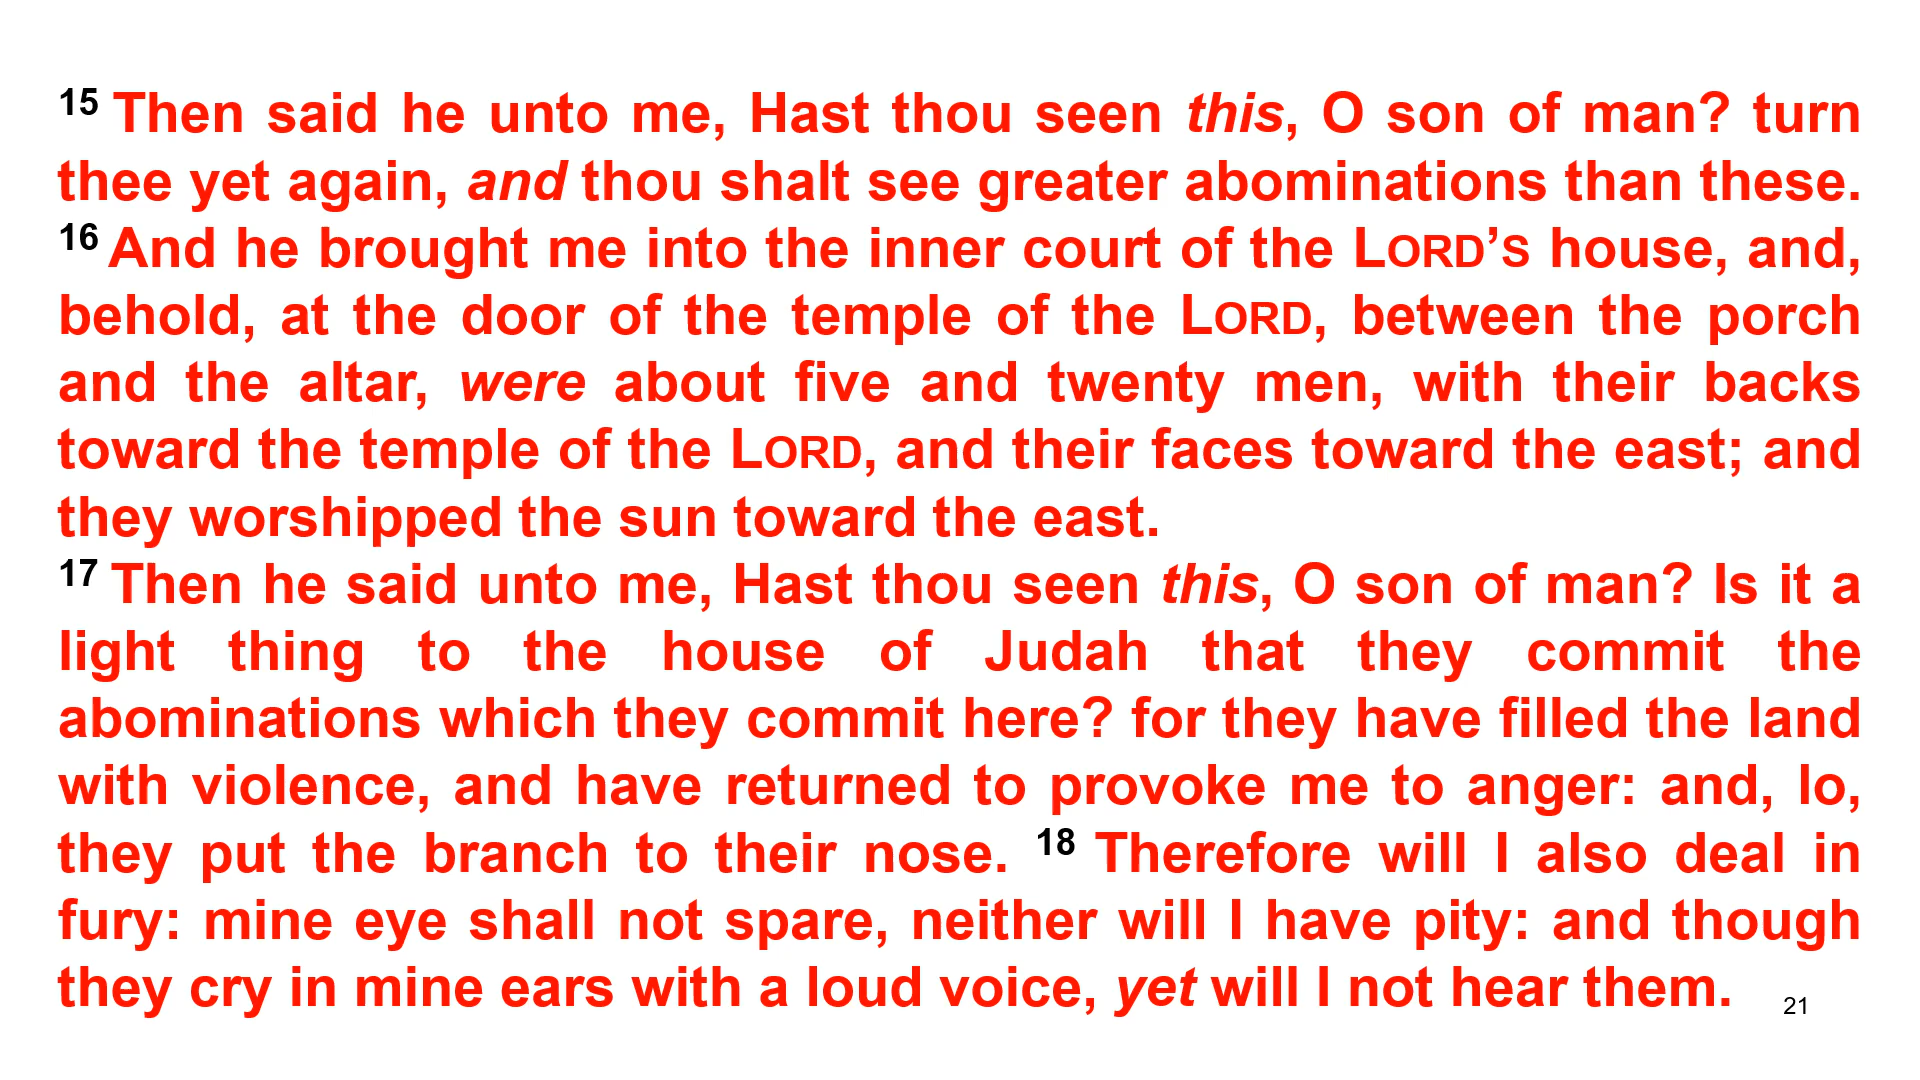 15 Then said he unto me, Hast thou seen this, O son of man? turn
thee yet again, and thou shalt see greater abominations than these.
16 And he brought me into the inner court of the LORD’S house, and,
behold, at the door of the temple of the LORD, between the porch
and the altar, were about five and twenty men, with their backs
toward the temple of the LORD, and their faces toward the east; and
they worshipped the sun toward the east.
17 Then he said unto me, Hast thou seen this, O son of man? Is it a
light thing to the house of Judah that they commit the
abominations which they commit here? for they have filled the land
with violence, and have returned to provoke me to anger: and, lo,
they put the branch to their nose. 18 Therefore will I also deal in
fury: mine eye shall not spare, neither will I have pity: and though
they cry in mine ears with a loud voice, yet will I not hear them.
21